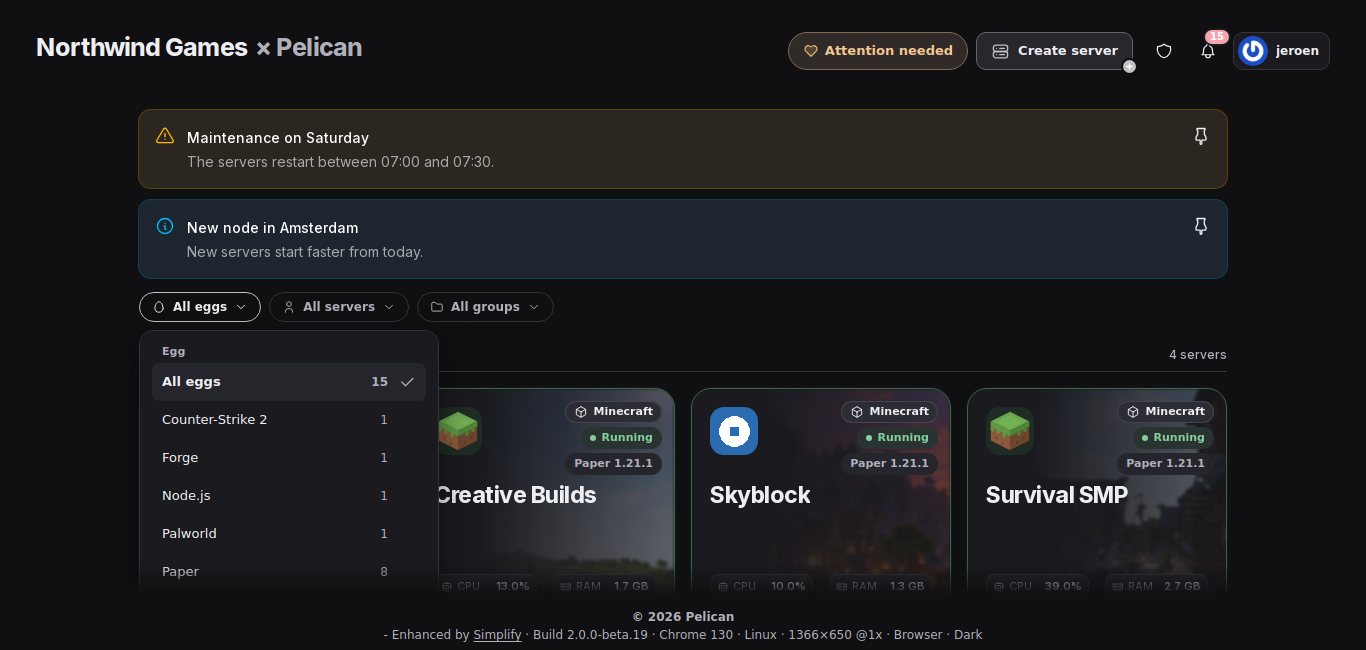 Northwind Games × Pelican
Attention needed
Create server
15
jeroen
Maintenance on Saturday
The servers restart between 07:00 and 07:30.
New node in Amsterdam
New servers start faster from today.
All eggs
All servers
All groups
Egg
4 servers
All eggs 15
Counter-Strike 2 1
Forge 1
Node.js 1
Palworld 1
Paper 8
Minecraft
Running
Paper 1.21.1
Creative Builds
CPU 13.0% RAM 1.7 GB
Minecraft
Running
Paper 1.21.1
Skyblock
CPU 10.0% RAM 1.3 GB
Minecraft
Running
Paper 1.21.1
Survival SMP
CPU 39.0% RAM 2.7 GB
© 2026 Pelican
- Enhanced by Simplify · Build 2.0.0-beta.19 · Chrome 130 · Linux · 1366×650 @1x · Browser · Dark